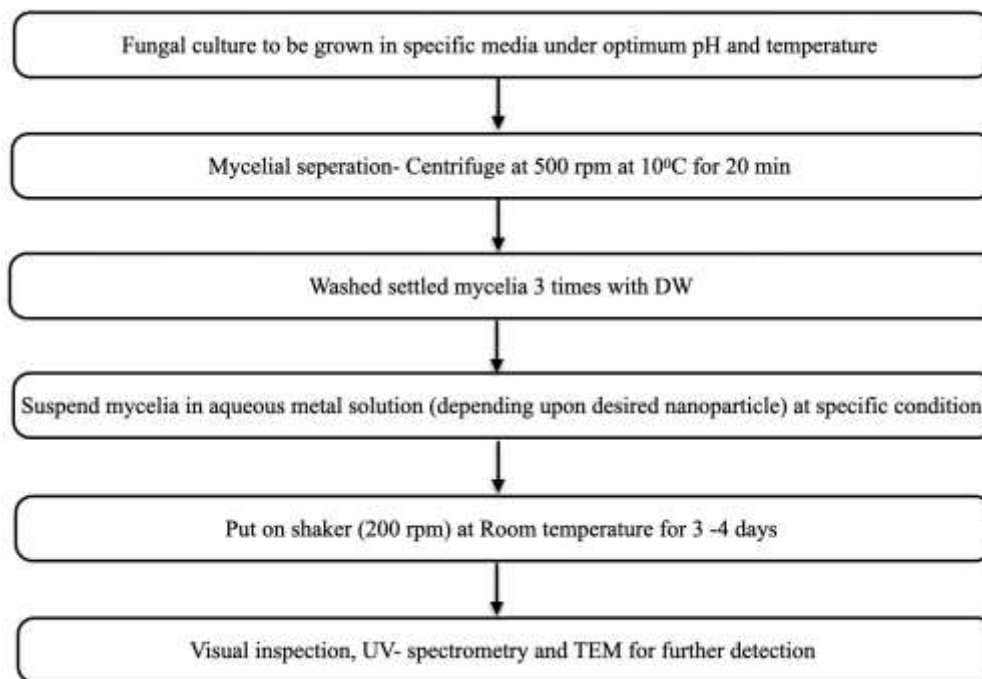 Fungal culture to be grown in specific media under optimum pH and temperature
Mycelial seperation- Centrifuge at 500 rpm at 10⁰C for 20 min
Washed settled mycelia 3 times with DW
Suspend mycelia in aqueous metal solution (depending upon desired nanoparticle) at specific condition
Put on shaker (200 rpm) at Room temperature for 3 -4 days
Visual inspection, UV- spectrometry and TEM for further detection